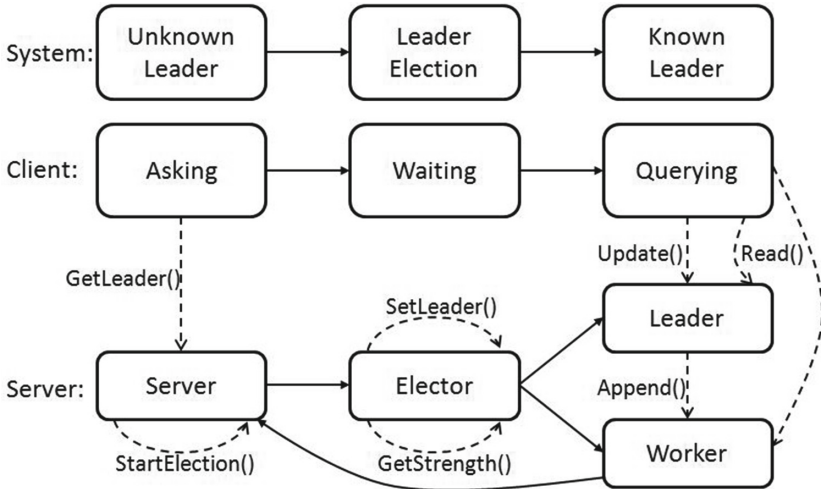 System:
Unknown
Leader
Leader
Election
Known
Leader
Client:
Asking
Waiting
Querying
GetLeader()
Update()
Read()
SetLeader()
Leader
Server:
Server
Elector
Append()
StartElection()
GetStrength()
Worker